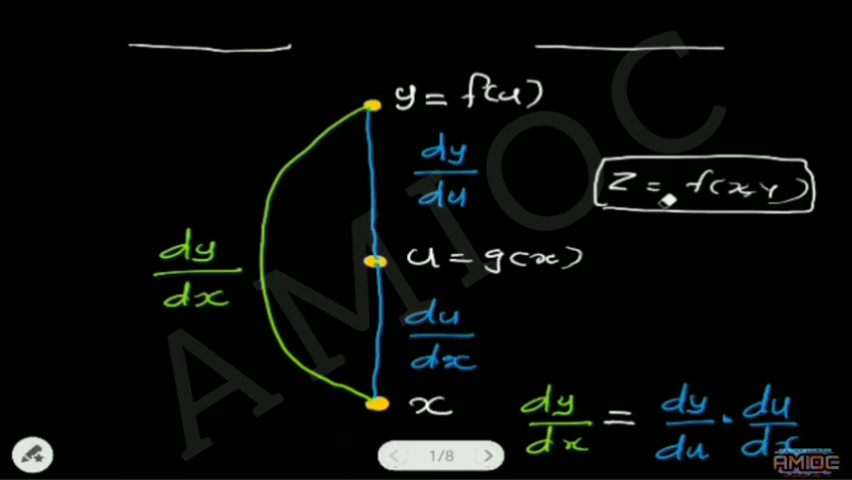 y = f(u)
dy/du
z = f(x,y)
dy/dx
u = g(x)
du/dx
x
dy/dx = dy/du · du/dx
1/8
AMIOC
AMIOC